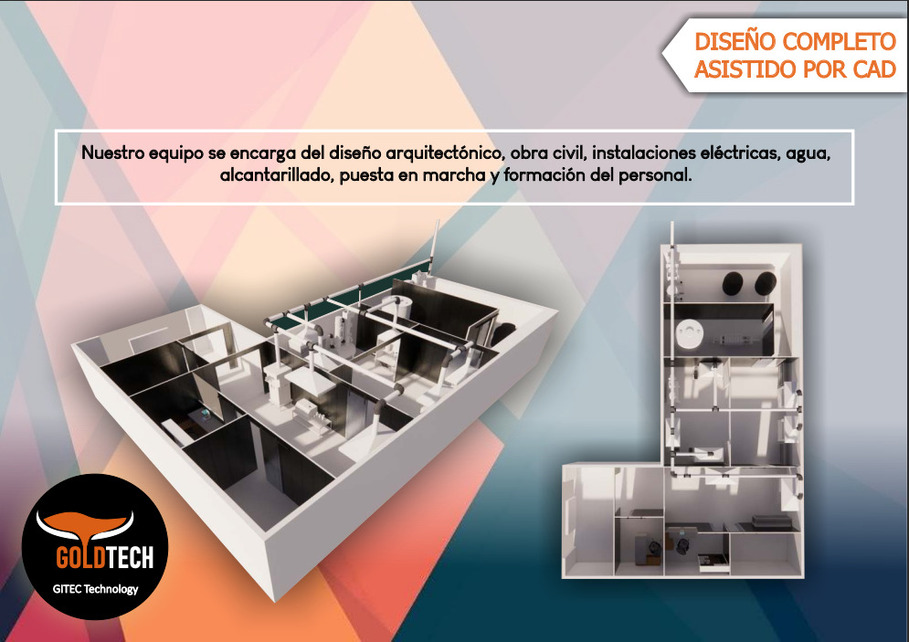 DISEÑO COMPLETO
ASISTIDO POR CAD
Nuestro equipo se encarga del diseño arquitectónico, obra civil, instalaciones eléctricas, agua,
alcantarillado, puesta en marcha y formación del personal.
GOLDTECH
GITEC Technology